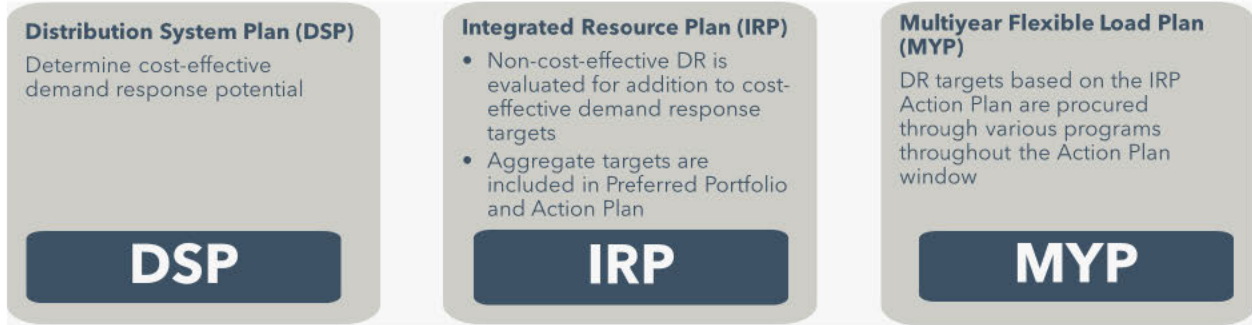 Distribution System Plan (DSP)
Determine cost-effective
demand response potential
DSP
Integrated Resource Plan (IRP)
• Non-cost-effective DR is
evaluated for addition to cost-
effective demand response
targets
• Aggregate targets are
included in Preferred Portfolio
and Action Plan
IRP
Multiyear Flexible Load Plan
(MYP)
DR targets based on the IRP
Action Plan are procured
through various programs
throughout the Action Plan
window
MYP